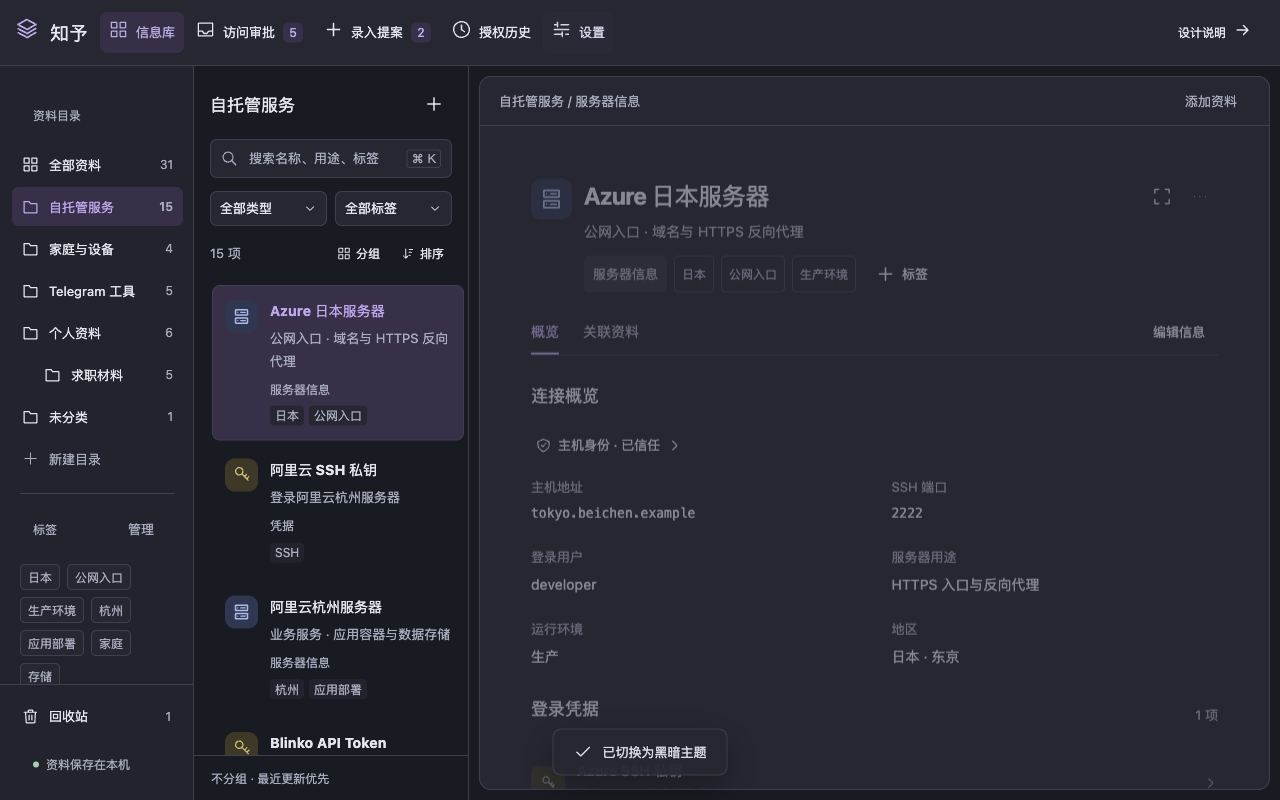 知予
信息库
访问审批 5
录入提案 2
授权历史
设置
设计说明
资料目录
全部资料 31
自托管服务 15
家庭与设备 4
Telegram 工具 5
个人资料 6
求职材料 5
未分类 1
新建目录
标签 管理
日本 公网入口
生产环境 杭州
应用部署 家庭
存储
回收站 1
资料保存在本机
自托管服务
搜索名称、用途、标签 ⌘ K
全部类型 全部标签
15 项 分组 排序
Azure 日本服务器
公网入口 · 域名与 HTTPS 反向
代理
服务器信息
日本 公网入口
阿里云 SSH 私钥
登录阿里云杭州服务器
凭据
SSH
阿里云杭州服务器
业务服务 · 应用容器与数据存储
服务器信息
杭州 应用部署
Blinko API Token
不分组 · 最近更新优先
自托管服务 / 服务器信息 添加资料
Azure 日本服务器
公网入口 · 域名与 HTTPS 反向代理
服务器信息 日本 公网入口 生产环境 标签
概览 关联资料 编辑信息
连接概览
主机身份 · 已信任
主机地址 SSH 端口
tokyo.beichen.example 2222
登录用户 服务器用途
developer HTTPS 入口与反向代理
运行环境 地区
生产 日本 · 东京
登录凭据 1 项
已切换为黑暗主题
Azure SSH 私钥